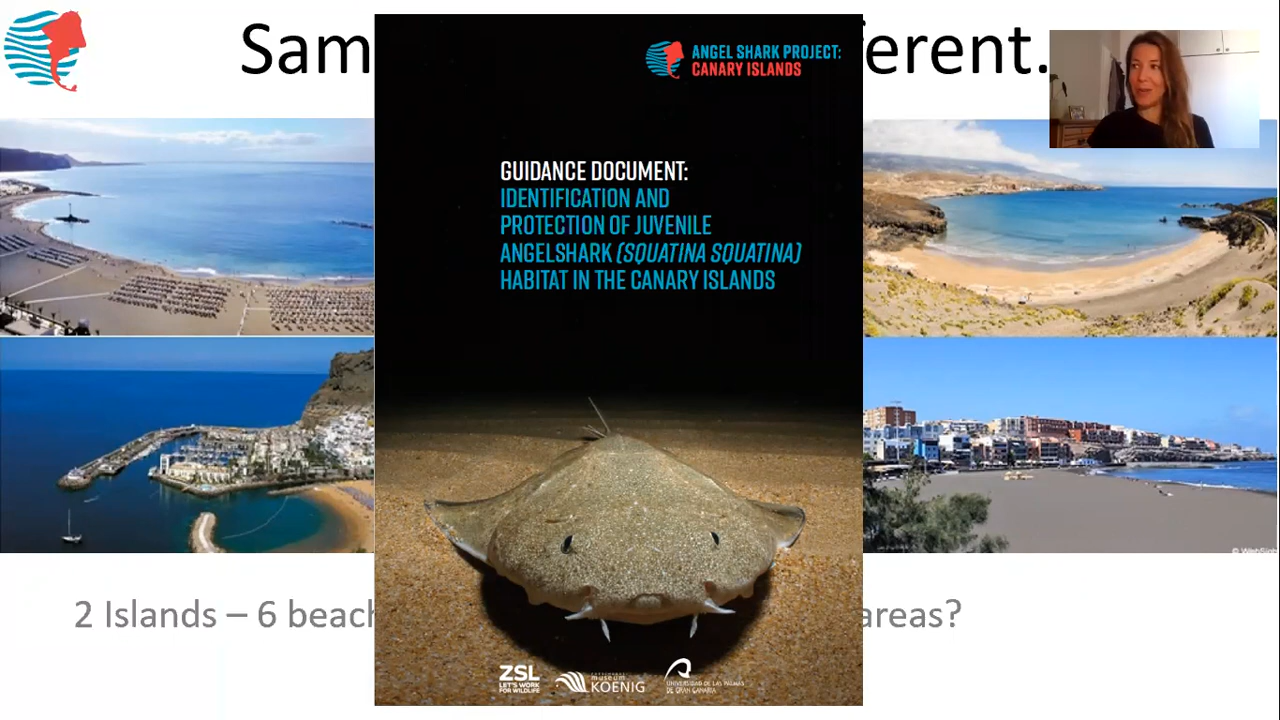 Sam
fferent.
ANGEL SHARK PROJECT:
CANARY ISLANDS
GUIDANCE DOCUMENT:
IDENTIFICATION AND
PROTECTION OF JUVENILE
ANGELSHARK (SQUATINA SQUATINA)
HABITAT IN THE CANARY ISLANDS
2 Islands – 6 beach
areas?
ZSL
LET'S WORK
FOR WILDLIFE
museum
KOENIG
UNIVERSIDAD DE LAS PALMAS
DE GRAN CANARIA